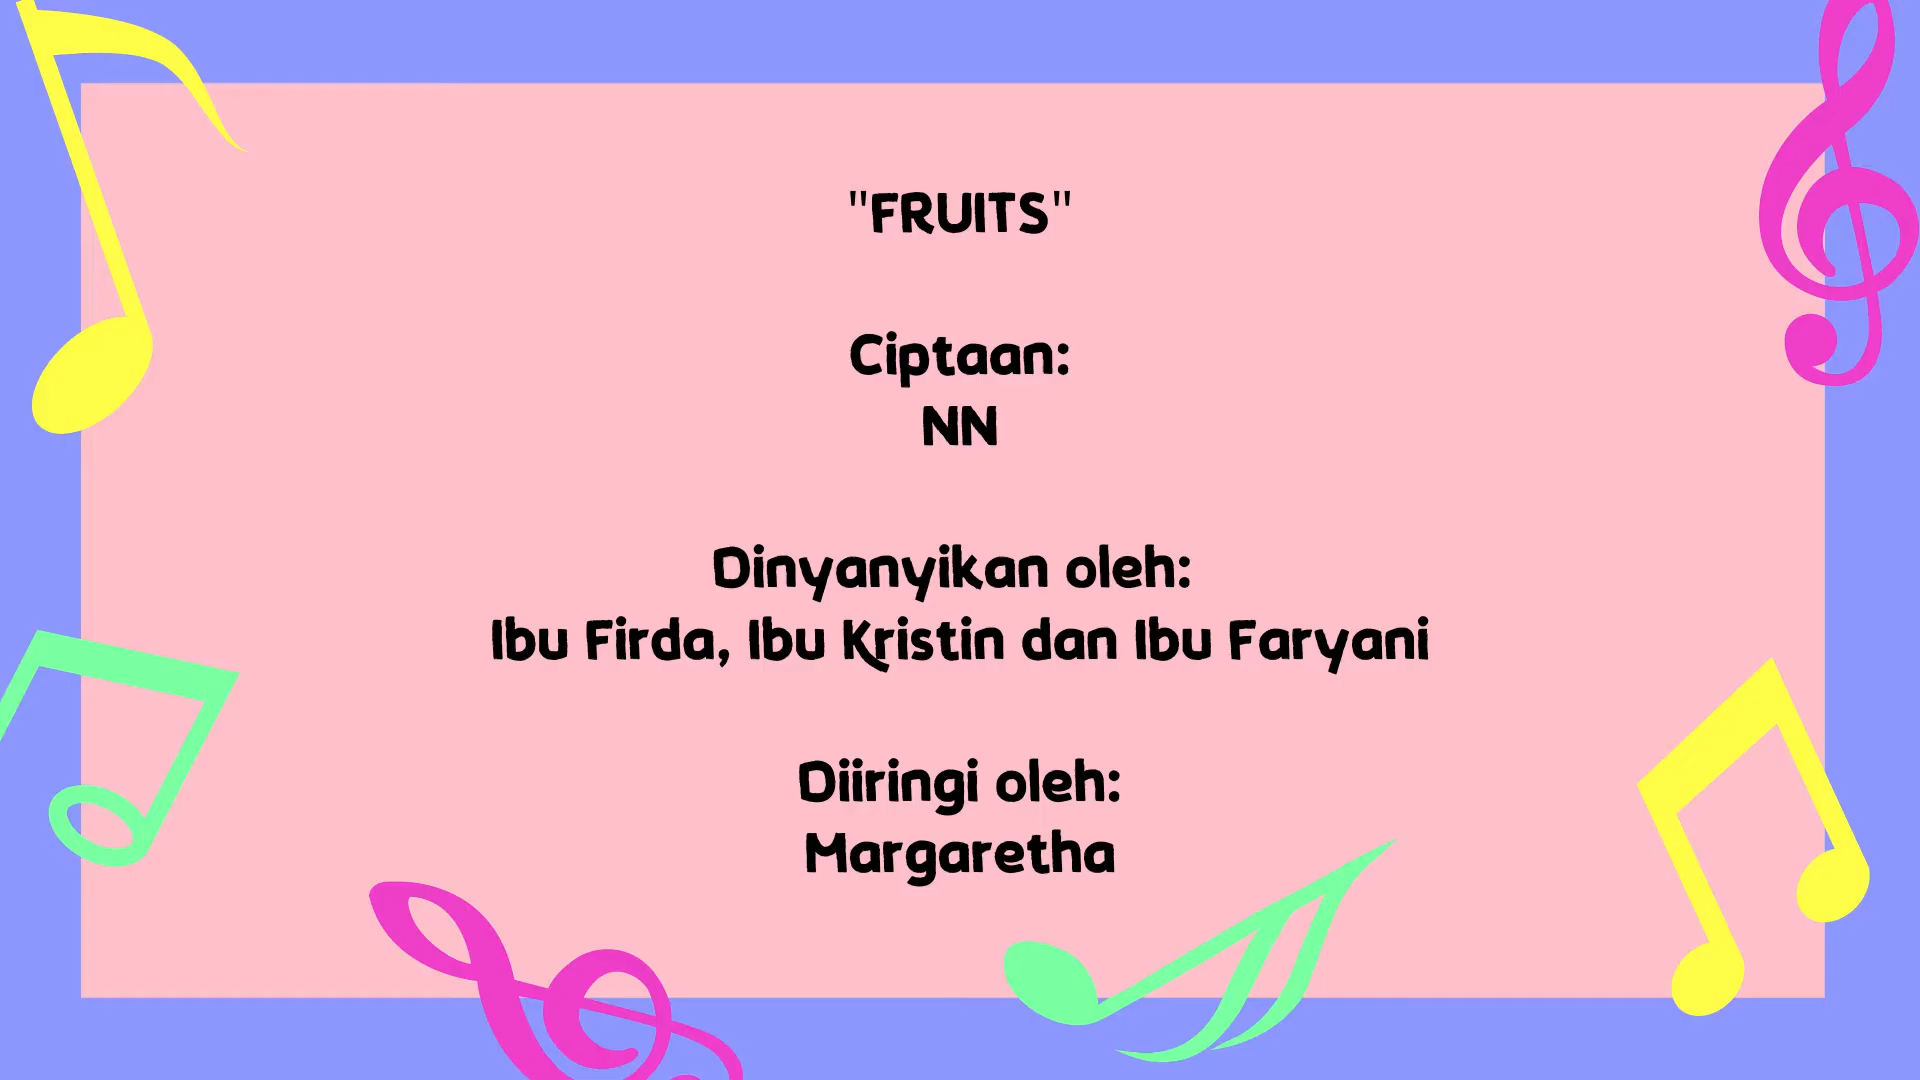 "FRUITS"
Ciptaan:
NN
Dinyanyikan oleh:
Ibu Firda, Ibu Kristin dan Ibu Faryani
Diiringi oleh:
Margaretha